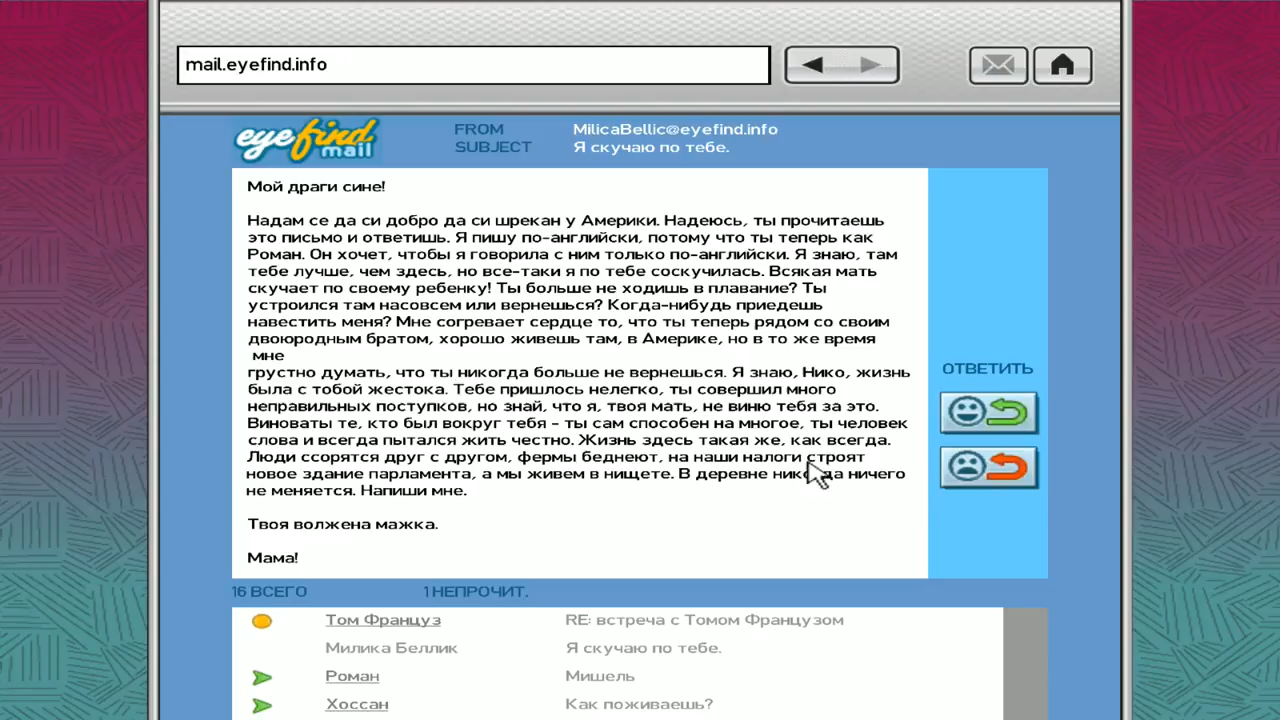 mail.eyefind.info
eyefind mail
FROM
MilicaBellic@eyefind.info
SUBJECT
Я скучаю по тебе.
Мой драги сине!
Надам се да си добро да си шрекан у Америки. Надеюсь, ты прочитаешь
это письмо и ответишь. Я пишу по-английски, потому что ты теперь как
Роман. Он хочет, чтобы я говорила с ним только по-английски. Я знаю, там
тебе лучше, чем здесь, но все-таки я по тебе соскучилась. Всякая мать
скучает по своему ребенку! Ты больше не ходишь в плавание? Ты
устроился там насовсем или вернешься? Когда-нибудь приедешь
навестить меня? Мне согревает сердце то, что ты теперь рядом со своим
двоюродным братом, хорошо живешь там, в Америке, но в то же время
мне
грустно думать, что ты никогда больше не вернешься. Я знаю, Нико, жизнь
была с тобой жестока. Тебе пришлось нелегко, ты совершил много
неправильных поступков, но знай, что я, твоя мать, не виню тебя за это.
Виноваты те, кто был вокруг тебя - ты сам способен на многое, ты человек
слова и всегда пытался жить честно. Жизнь здесь такая же, как всегда.
Люди ссорятся друг с другом, фермы беднеют, на наши налоги строят
новое здание парламента, а мы живем в нищете. В деревне никогда ничего
не меняется. Напиши мне.
Твоя волжена мажка.
Мама!
ОТВЕТИТЬ
16 ВСЕГО
1 НЕПРОЧИТ.
Том Француз
RE: встреча с Томом Французом
Милика Беллик
Я скучаю по тебе.
Роман
Мишель
Хоссан
Как поживаешь?